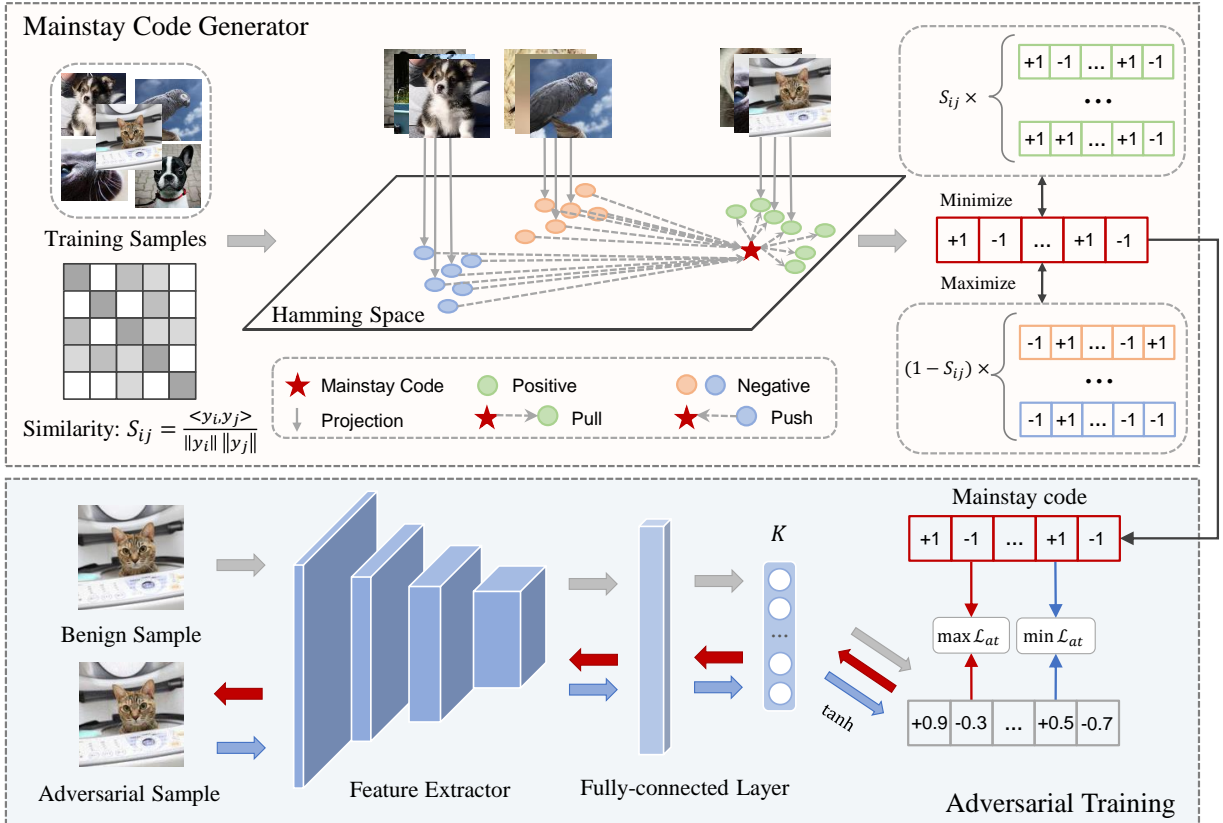 Mainstay Code Generator
Training Samples
Similarity: S_{ij} = <y_i,y_j> / ‖y_i‖ ‖y_j‖
Hamming Space
Mainstay Code
Positive
Negative
Projection
Pull
Push
S_{ij} ×
+1 -1 ... +1 -1
...
+1 +1 ... +1 -1
Minimize
+1 -1 ... +1 -1
Maximize
(1 − S_{ij}) ×
-1 +1 ... -1 +1
...
-1 +1 ... -1 -1
Benign Sample
Adversarial Sample
Feature Extractor
Fully-connected Layer
K
...
tanh
Mainstay code
+1 -1 ... +1 -1
max ℒ_{at}
min ℒ_{at}
+0.9 -0.3 ... +0.5 -0.7
Adversarial Training